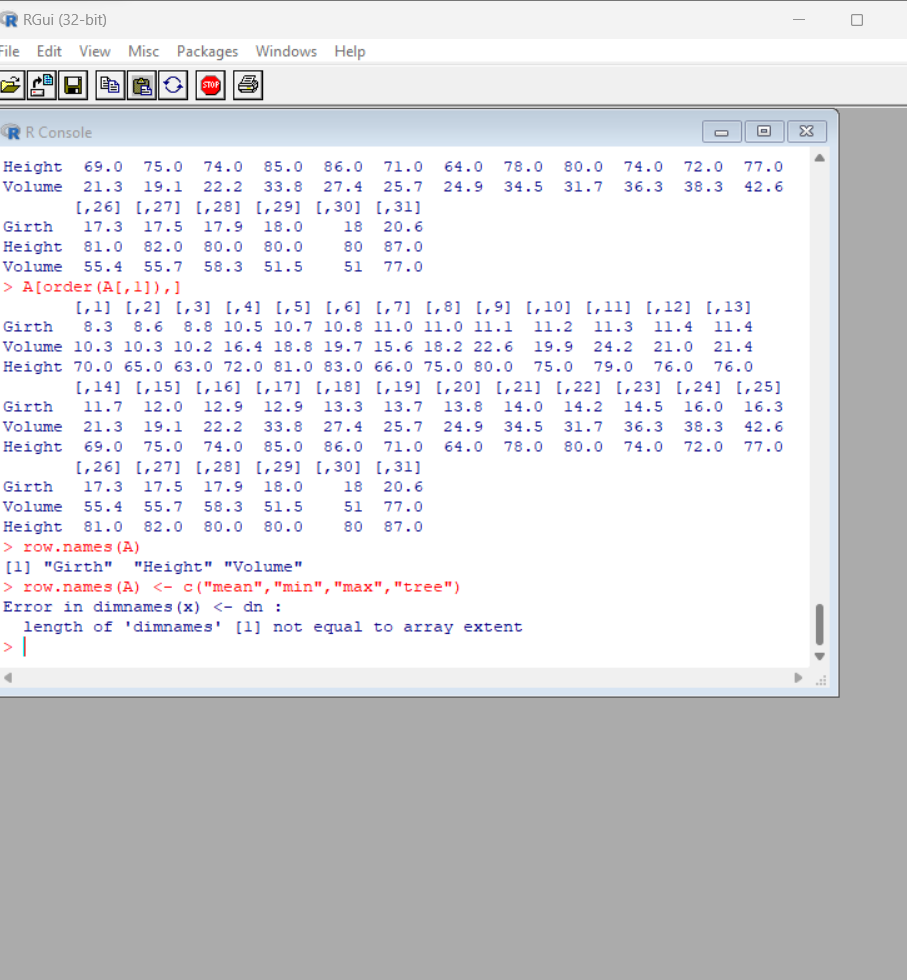 RGui (32-bit)
File Edit View Misc Packages Windows Help
STOP
R Console
Height 69.0 75.0 74.0 85.0 86.0 71.0 64.0 78.0 80.0 74.0 72.0 77.0
Volume 21.3 19.1 22.2 33.8 27.4 25.7 24.9 34.5 31.7 36.3 38.3 42.6
[,26] [,27] [,28] [,29] [,30] [,31]
Girth 17.3 17.5 17.9 18.0 18 20.6
Height 81.0 82.0 80.0 80.0 80 87.0
Volume 55.4 55.7 58.3 51.5 51 77.0
> A[order(A[,1]),]
[,1] [,2] [,3] [,4] [,5] [,6] [,7] [,8] [,9] [,10] [,11] [,12] [,13]
Girth 8.3 8.6 8.8 10.5 10.7 10.8 11.0 11.0 11.1 11.2 11.3 11.4 11.4
Volume 10.3 10.3 10.2 16.4 18.8 19.7 15.6 18.2 22.6 19.9 24.2 21.0 21.4
Height 70.0 65.0 63.0 72.0 81.0 83.0 66.0 75.0 80.0 75.0 79.0 76.0 76.0
[,14] [,15] [,16] [,17] [,18] [,19] [,20] [,21] [,22] [,23] [,24] [,25]
Girth 11.7 12.0 12.9 12.9 13.3 13.7 13.8 14.0 14.2 14.5 16.0 16.3
Volume 21.3 19.1 22.2 33.8 27.4 25.7 24.9 34.5 31.7 36.3 38.3 42.6
Height 69.0 75.0 74.0 85.0 86.0 71.0 64.0 78.0 80.0 74.0 72.0 77.0
[,26] [,27] [,28] [,29] [,30] [,31]
Girth 17.3 17.5 17.9 18.0 18 20.6
Volume 55.4 55.7 58.3 51.5 51 77.0
Height 81.0 82.0 80.0 80.0 80 87.0
> row.names(A)
[1] "Girth" "Height" "Volume"
> row.names(A) <- c("mean","min","max","tree")
Error in dimnames(x) <- dn :
length of 'dimnames' [1] not equal to array extent
>